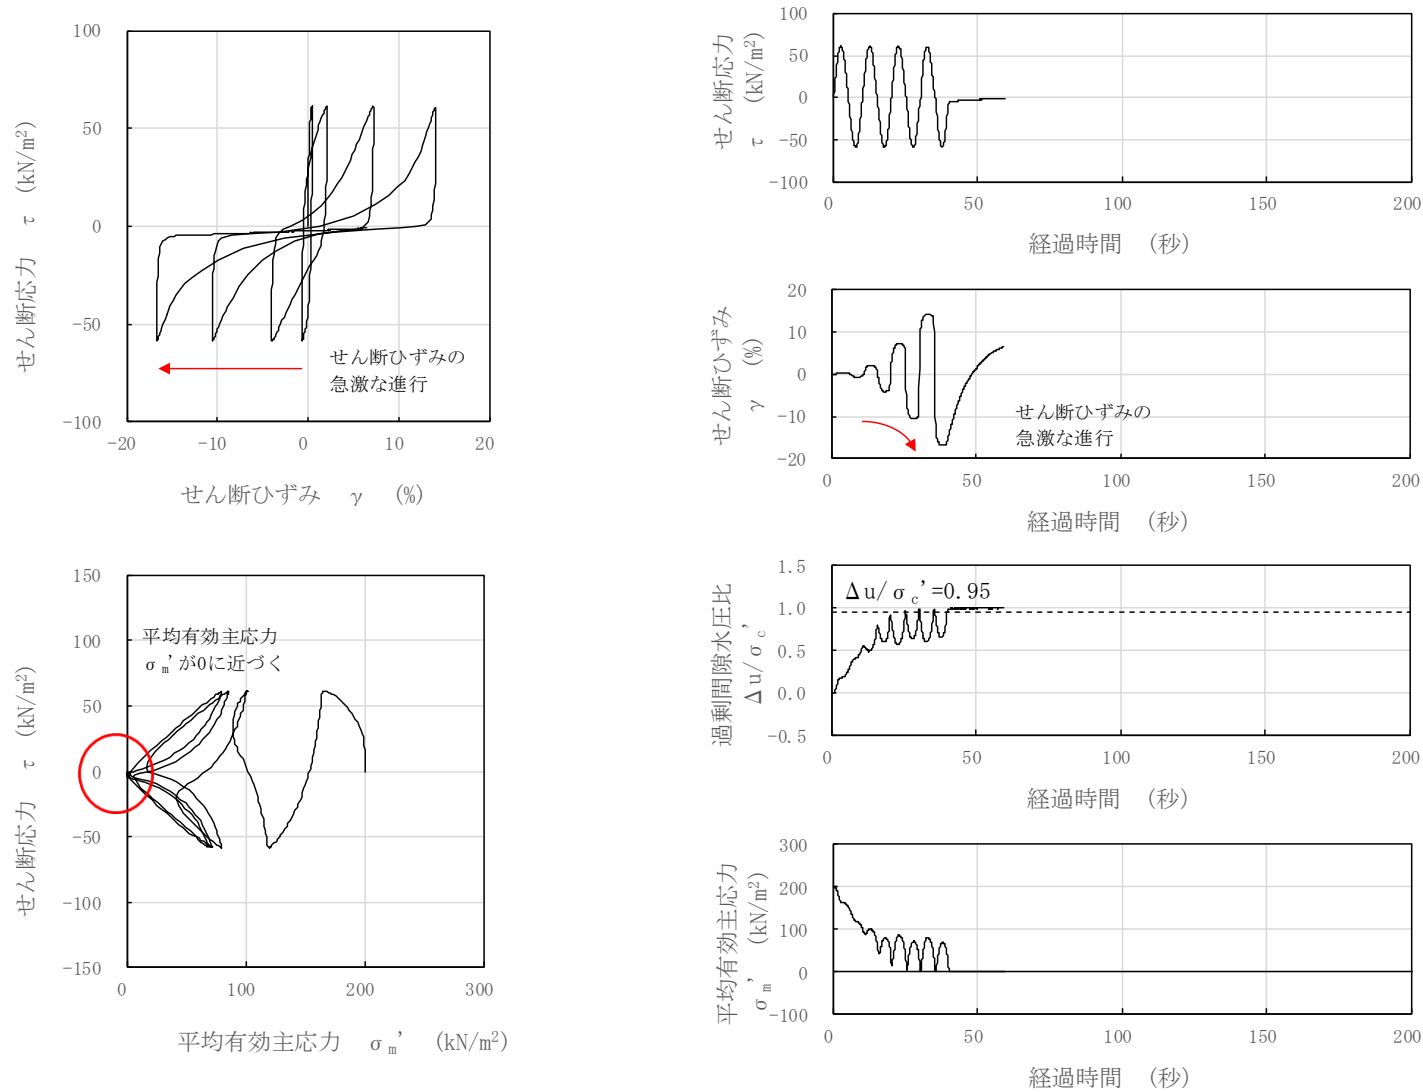 100
50
0
-50
-100
-20
-10
0
10
20
せん断応力 τ (kN/m²)
せん断ひずみの
急激な進行
せん断ひずみ γ (%)
150
100
50
0
-50
-100
-150
0
100
200
300
せん断応力 τ (kN/m²)
平均有効主応力
σm'が0に近づく
平均有効主応力 σm' (kN/m²)
100
50
0
-50
-100
0
50
100
150
200
せん断応力
τ (kN/m²)
経過時間 (秒)
20
10
0
-10
-20
0
50
100
150
200
せん断ひずみ
γ (%)
せん断ひずみの
急激な進行
経過時間 (秒)
1.5
1.0
0.5
0.0
-0.5
0
50
100
150
200
過剰間隙水圧比
Δu/σc'
Δu/σc'=0.95
経過時間 (秒)
300
200
100
0
-100
0
50
100
150
200
平均有効主応力
σm' (kN/m²)
経過時間 (秒)